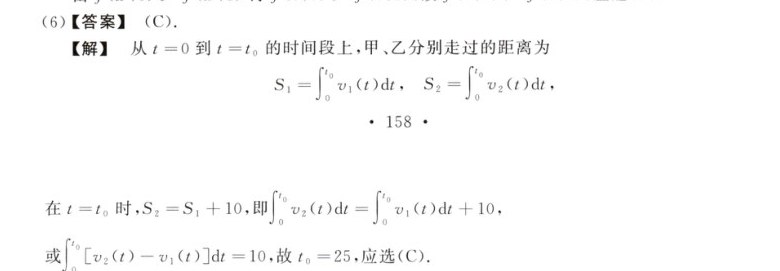 (6)【答案】 (C).
【解】 从 t=0 到 t=t₀ 的时间段上,甲、乙分别走过的距离为
S₁=∫₀^{t₀} v₁(t)dt, S₂=∫₀^{t₀} v₂(t)dt,
• 158 •
在 t=t₀ 时,S₂=S₁+10,即∫₀^{t₀} v₂(t)dt=∫₀^{t₀} v₁(t)dt+10,
或∫₀^{t₀} [v₂(t)-v₁(t)]dt=10,故 t₀=25,应选(C).